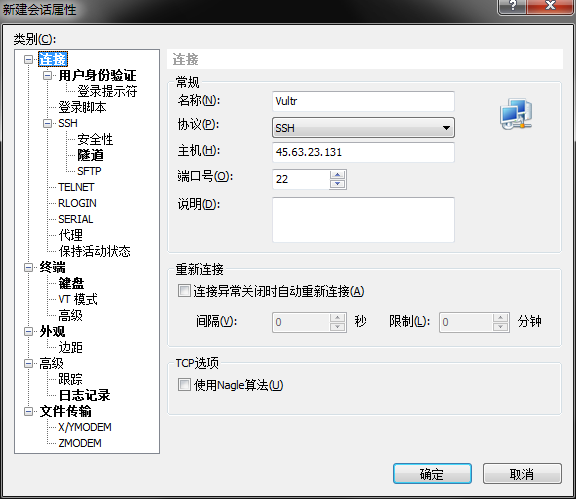 新建会话属性
类别(C):
连接
用户身份验证
登录提示符
登录脚本
SSH
安全性
隧道
SFTP
TELNET
RLOGIN
SERIAL
代理
保持活动状态
终端
键盘
VT 模式
高级
外观
边距
高级
跟踪
日志记录
文件传输
X/YMODEM
ZMODEM
连接
常规
名称(N): Vultr
协议(P): SSH
主机(H): 45.63.23.131
端口号(O): 22
说明(D):
重新连接
连接异常关闭时自动重新连接(A)
间隔(V): 0 秒 限制(L): 0 分钟
TCP选项
使用Nagle算法(U)
确定 取消